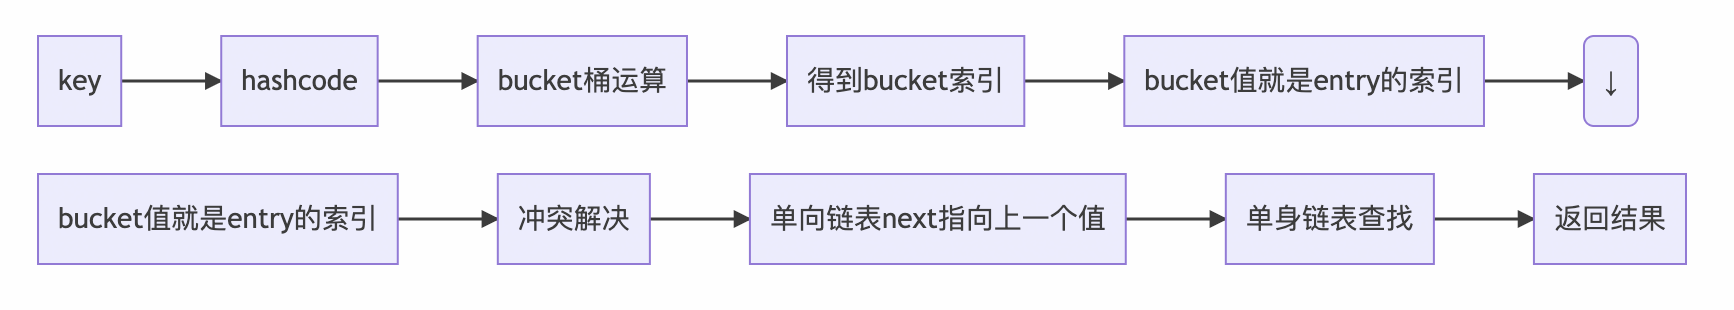 key
hashcode
bucket桶运算
得到bucket索引
bucket值就是entry的索引
↓
bucket值就是entry的索引
冲突解决
单向链表next指向上一个值
单身链表查找
返回结果